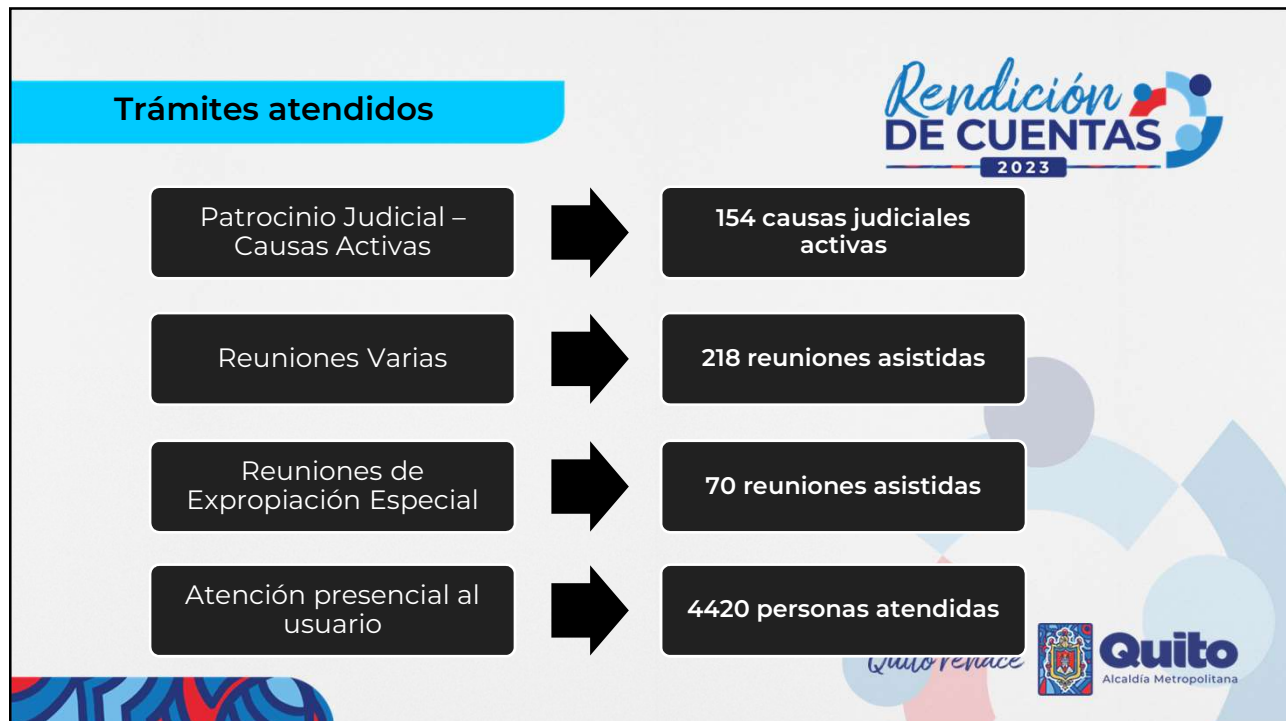 Trámites atendidos
Rendición
DE CUENTAS
2023
Patrocinio Judicial –
Causas Activas
154 causas judiciales
activas
Reuniones Varias
218 reuniones asistidas
Reuniones de
Expropiación Especial
70 reuniones asistidas
Atención presencial al
usuario
4420 personas atendidas
Quito renace
Quito
Alcaldía Metropolitana